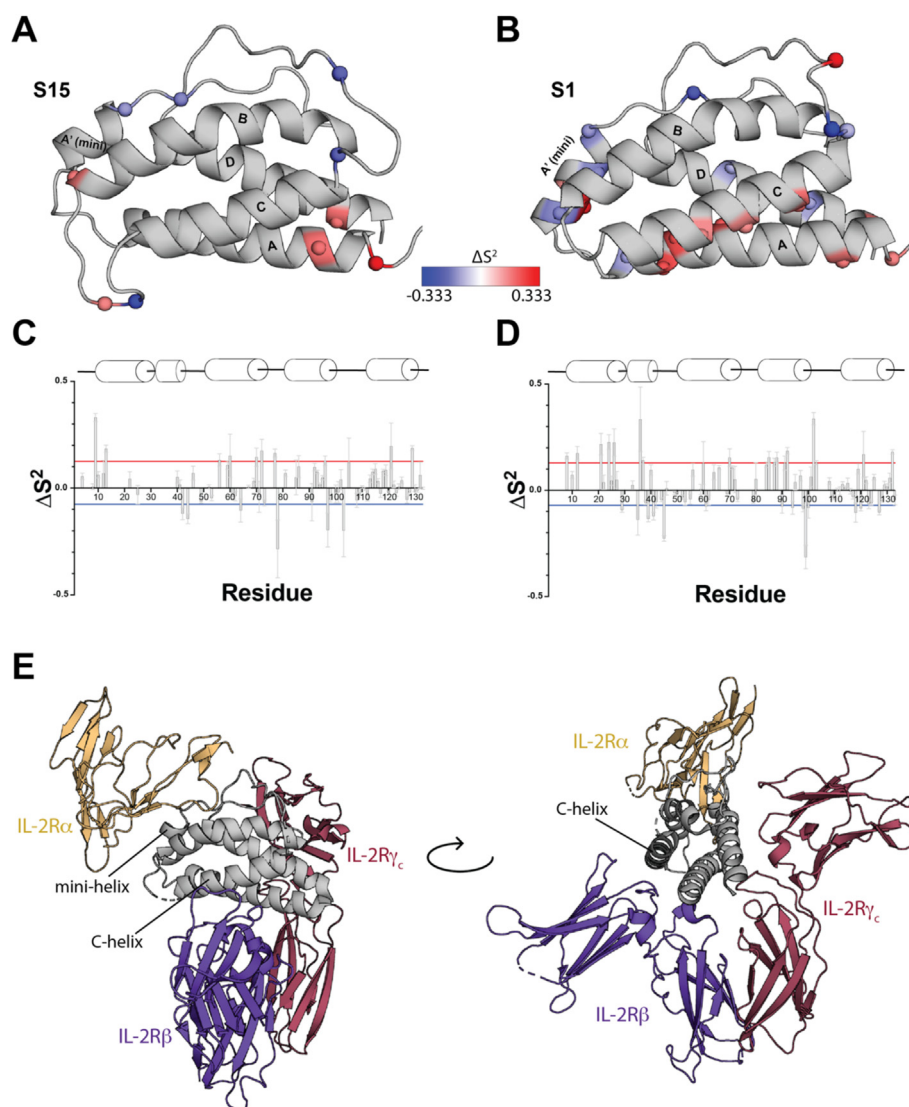 A
B
S15
S1
B
A' (mini)
D
C
A
B
A' (mini)
D
C
A
ΔS²
-0.333 0.333
C
D
0.5
0.0
-0.5
ΔS²
10 20 30 40 50 60 70 80 90 100 110 120 130
Residue
0.5
0.0
-0.5
ΔS²
10 20 30 40 50 60 70 80 90 100 110 120 130
Residue
E
IL-2Rα
IL-2Rα
C-helix
IL-2Rγc
mini-helix
C-helix
IL-2Rγc
IL-2Rβ
IL-2Rβ